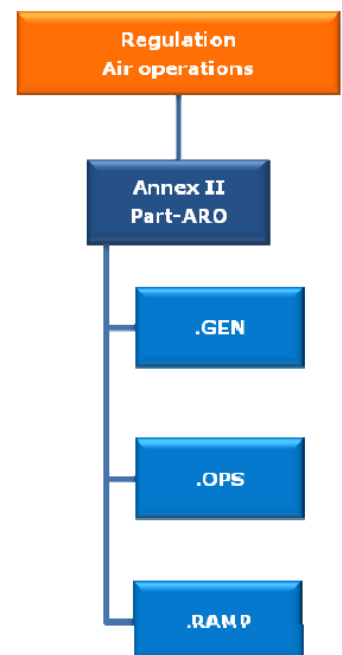 Regulation
Air operations
Annex II
Part-ARO
.GEN
.OPS
.RAMP